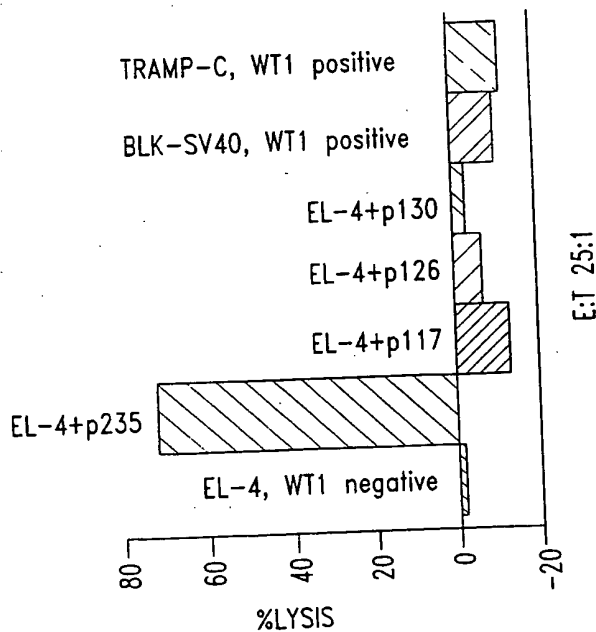 TRAMP-C, WT1 positive
BLK-SV40, WT1 positive
EL-4+p130
EL-4+p126
EL-4+p117
EL-4+p235
EL-4, WT1 negative
80
60
40
20
0
-20
%LYSIS
E:T 25:1